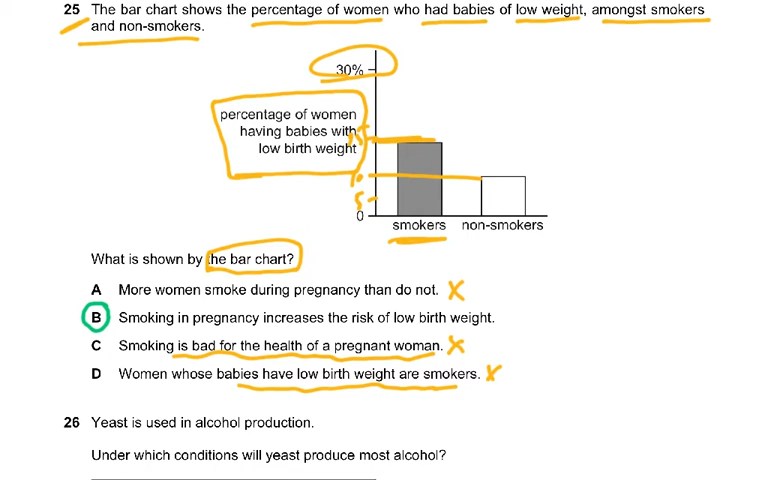 25 The bar chart shows the percentage of women who had babies of low weight, amongst smokers
and non-smokers.
30%
percentage of women
having babies with
low birth weight
15
10
5
0
smokers non-smokers
What is shown by the bar chart?
A More women smoke during pregnancy than do not. X
B Smoking in pregnancy increases the risk of low birth weight.
C Smoking is bad for the health of a pregnant woman. X
D Women whose babies have low birth weight are smokers. X
26 Yeast is used in alcohol production.
Under which conditions will yeast produce most alcohol?